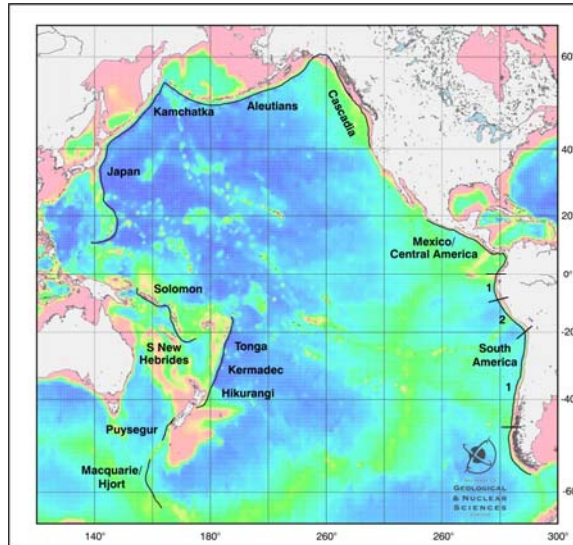 Kamchatka
Aleutians
Cascadia
Japan
Mexico/
Central America
Solomon
S New
Hebrides
Tonga
Kermadec
Hikurangi
Puysegur
Macquarie/
Hjort
1
2
South
America
1
GEOLOGICAL
& NUCLEAR
SCIENCES
60
40
20
0°
-20
-40
-60
140°
180°
260°
260°
300°